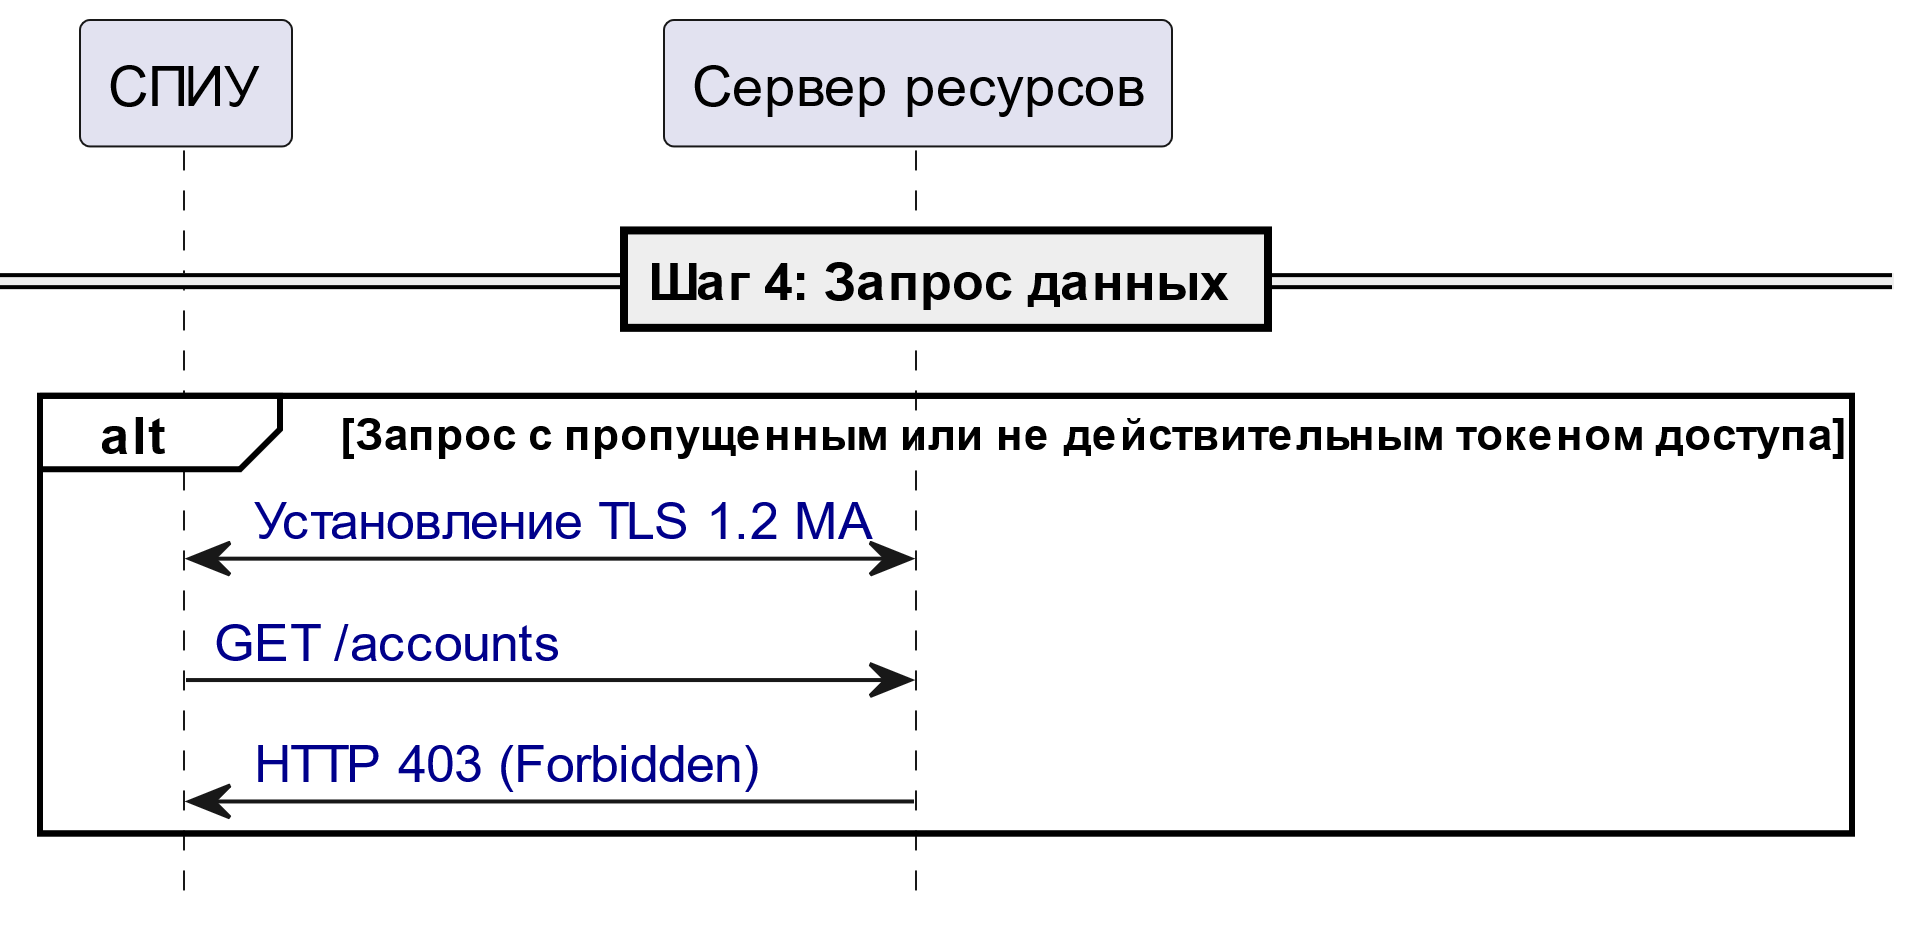 СПИУ
Сервер ресурсов
Шаг 4: Запрос данных
alt
[Запрос с пропущенным или не действительным токеном доступа]
Установление TLS 1.2 MA
GET /accounts
HTTP 403 (Forbidden)